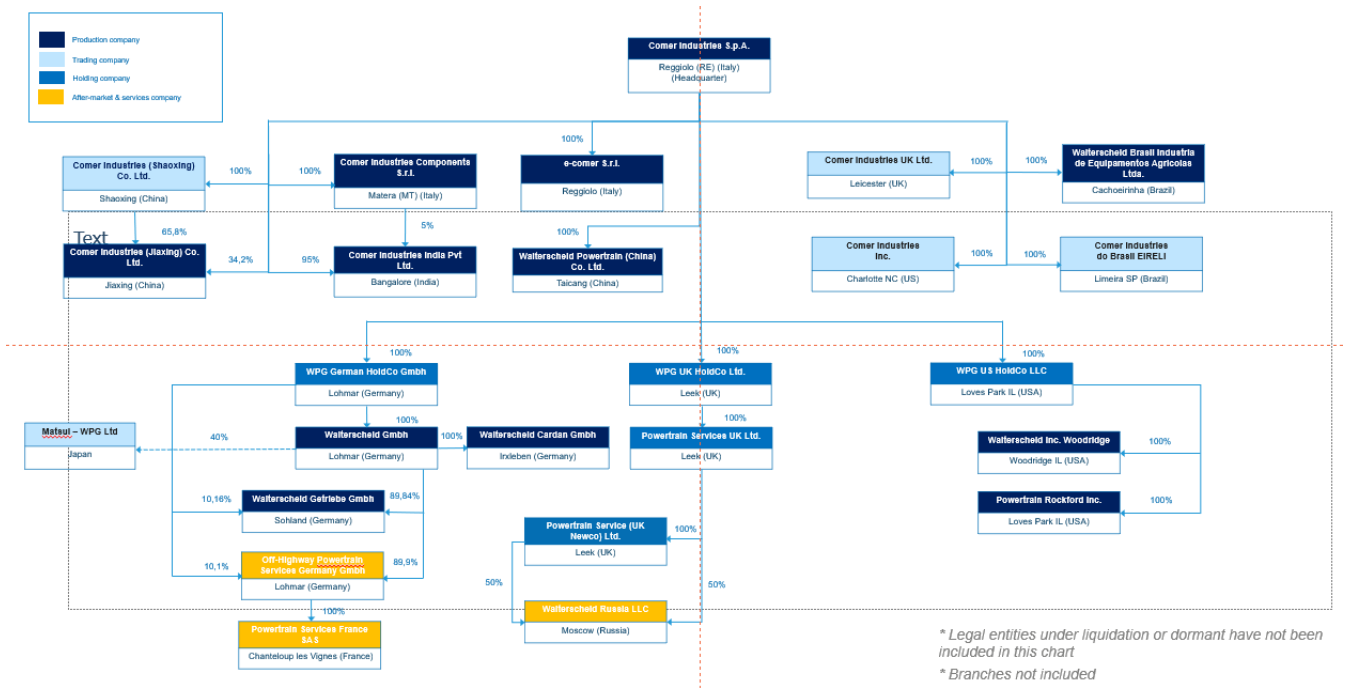 Production company
Trading company
Holding company
After-market & services company
Comer Industries S.p.A.
Reggiolo (RE) (Italy)
(Headquarter)
100%
Comer Industries (Shaoxing)
Co. Ltd.
Shaoxing (China)
100%
100%
Comer Industries Components
S.r.l.
Matera (MT) (Italy)
e-comer S.r.l.
Reggiolo (Italy)
Comer Industries UK Ltd.
Leicester (UK)
100%
100%
Walterscheid Brasil Industria
de Equipamentos Agricolas
Ltda.
Cachoeirinha (Brazil)
Text
65,8%
5%
100%
Comer Industries (Jiaxing) Co.
Ltd.
Jiaxing (China)
34,2%
95%
Comer Industries India Pvt
Ltd.
Bangalore (India)
Walterscheid Powertrain (China)
Co. Ltd.
Taicang (China)
Comer Industries
Inc.
Charlotte NC (US)
100%
100%
Comer Industries
do Brasil EIRELI
Limeira SP (Brazil)
100%
100%
100%
WPG German HoldCo Gmbh
Lohmar (Germany)
WPG UK HoldCo Ltd.
Leek (UK)
WPG US HoldCo LLC
Loves Park IL (USA)
100%
100%
Matsui – WPG Ltd
Japan
40%
Walterscheid Gmbh
Lohmar (Germany)
100%
Walterscheid Cardan Gmbh
Irxleben (Germany)
Powertrain Services UK Ltd.
Leek (UK)
Walterscheid Inc. Woodridge
Woodridge IL (USA)
100%
10,16%
Walterscheid Getriebe Gmbh
Sohland (Germany)
89,84%
Powertrain Rockford Inc.
Loves Park IL (USA)
100%
Powertrain Service (UK
Newco) Ltd.
Leek (UK)
100%
10,1%
Off-Highway Powertrain
Services Germany Gmbh
Lohmar (Germany)
89,9%
50%
50%
100%
Walterscheid Russia LLC
Moscow (Russia)
Powertrain Services France
SAS
Chanteloup les Vignes (France)
* Legal entities under liquidation or dormant have not been
included in this chart
* Branches not included